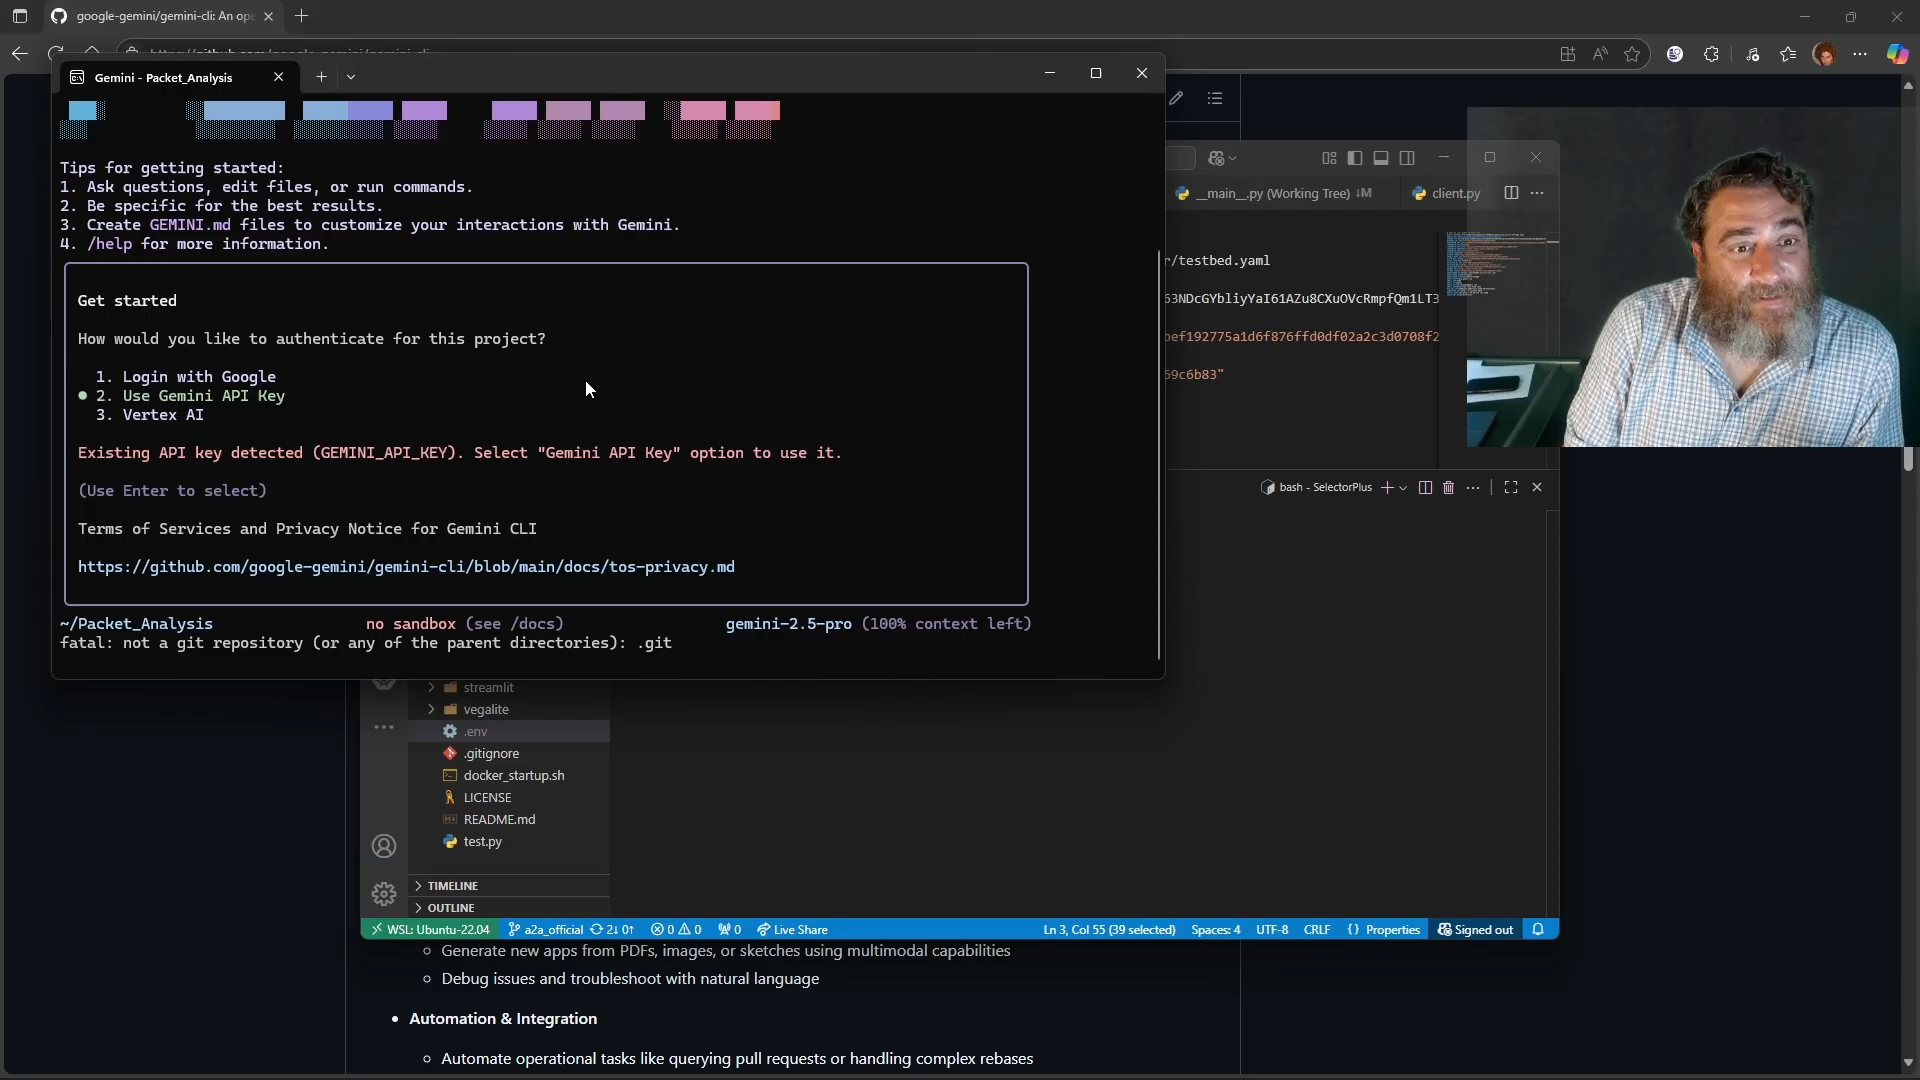 google-gemini/gemini-cli: An ope
Gemini - Packet_Analysis
Tips for getting started:
1. Ask questions, edit files, or run commands.
2. Be specific for the best results.
3. Create GEMINI.md files to customize your interactions with Gemini.
4. /help for more information.
Get started
How would you like to authenticate for this project?
1. Login with Google
● 2. Use Gemini API Key
3. Vertex AI
Existing API key detected (GEMINI_API_KEY). Select "Gemini API Key" option to use it.
(Use Enter to select)
Terms of Services and Privacy Notice for Gemini CLI
https://github.com/google-gemini/gemini-cli/blob/main/docs/tos-privacy.md
~/Packet_Analysis no sandbox (see /docs) gemini-2.5-pro (100% context left)
fatal: not a git repository (or any of the parent directories): .git
__main__.py (Working Tree) M
client.py
r/testbed.yaml
69c6b83"
bash - SelectorPlus
streamlit
vegalite
.env
.gitignore
docker_startup.sh
LICENSE
README.md
test.py
TIMELINE
OUTLINE
WSL: Ubuntu-22.04 a2a_official 2↓ 0↑ 0 0 0 Live Share Ln 3, Col 55 (39 selected) Spaces: 4 UTF-8 CRLF {} Properties Signed out
Generate new apps from PDFs, images, or sketches using multimodal capabilities
Debug issues and troubleshoot with natural language
Automation & Integration
Automate operational tasks like querying pull requests or handling complex rebases